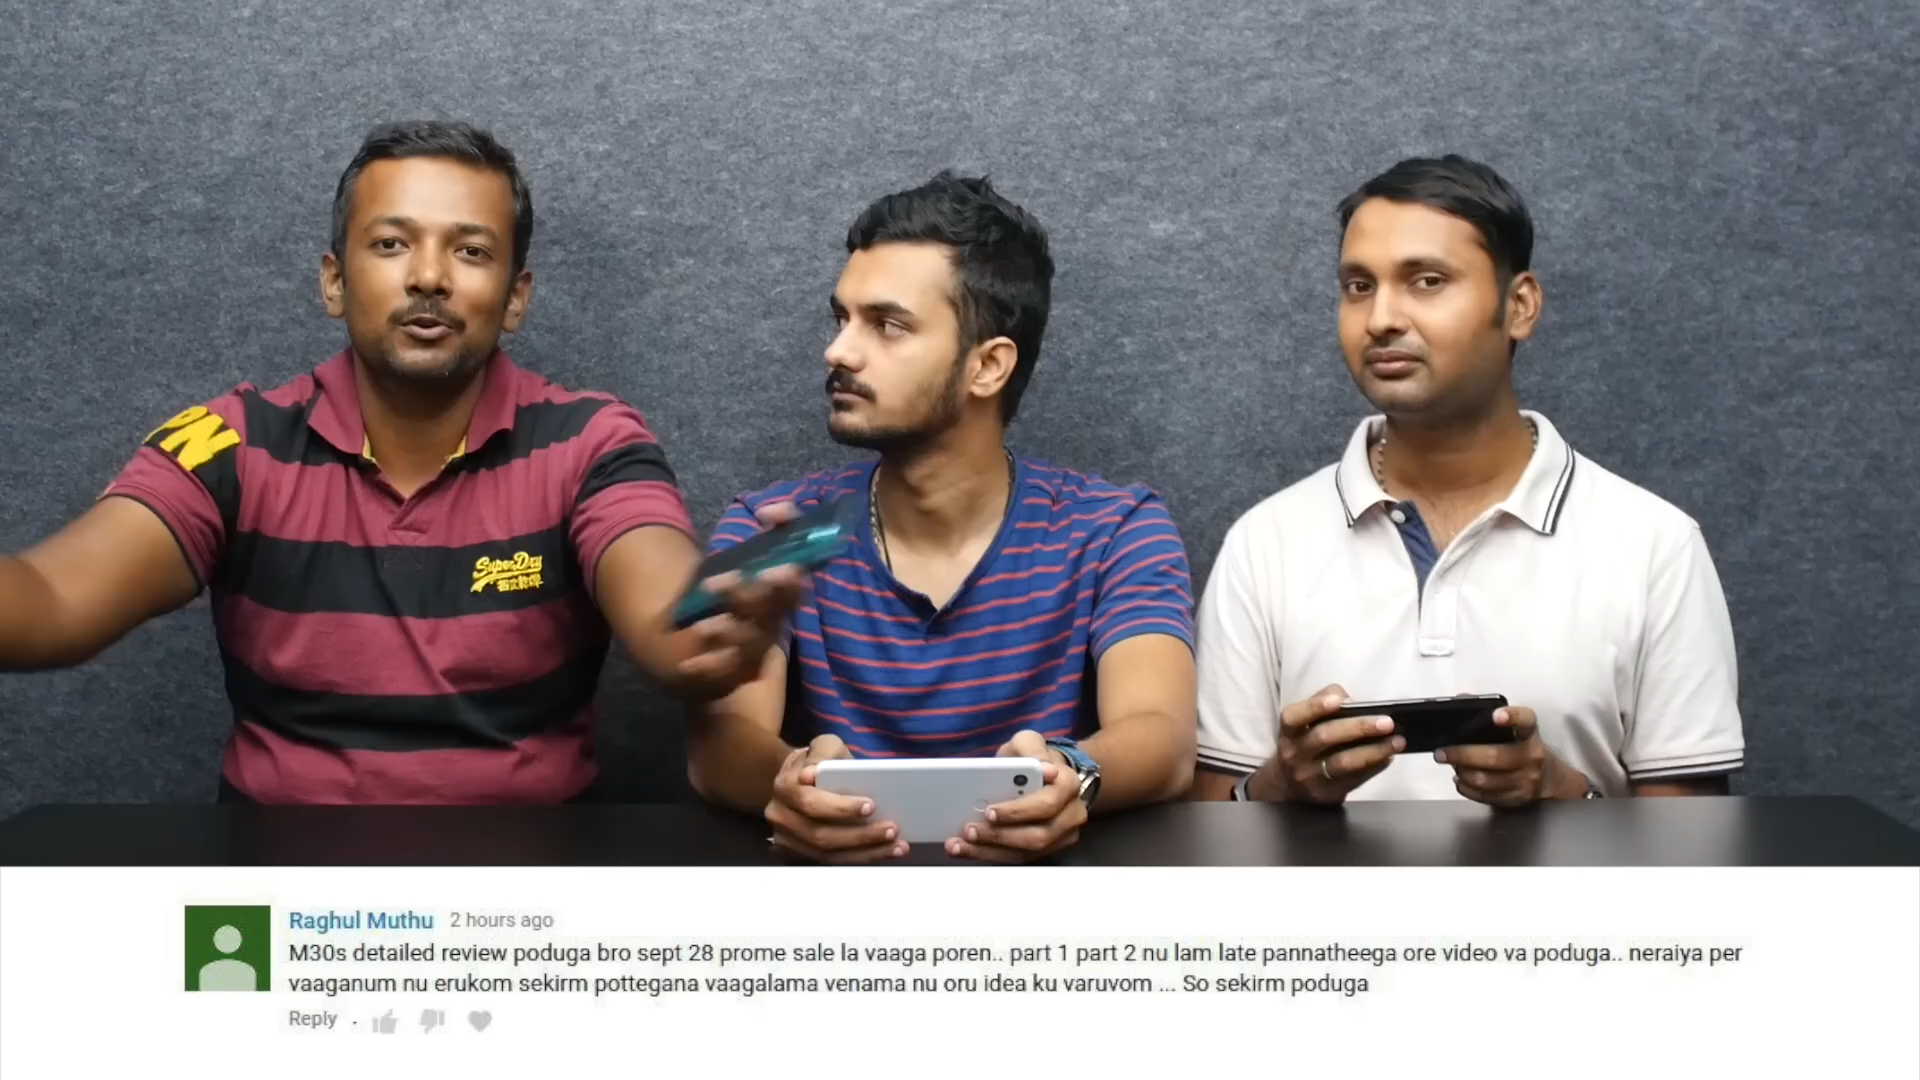 PN
SuperDry
Raghul Muthu 2 hours ago
M30s detailed review poduga bro sept 28 prome sale la vaaga poren.. part 1 part 2 nu lam late pannatheega ore video va poduga.. neraiya per
vaaganum nu erukom sekirm pottegana vaagalama venama nu oru idea ku varuvom ... So sekirm poduga
Reply .